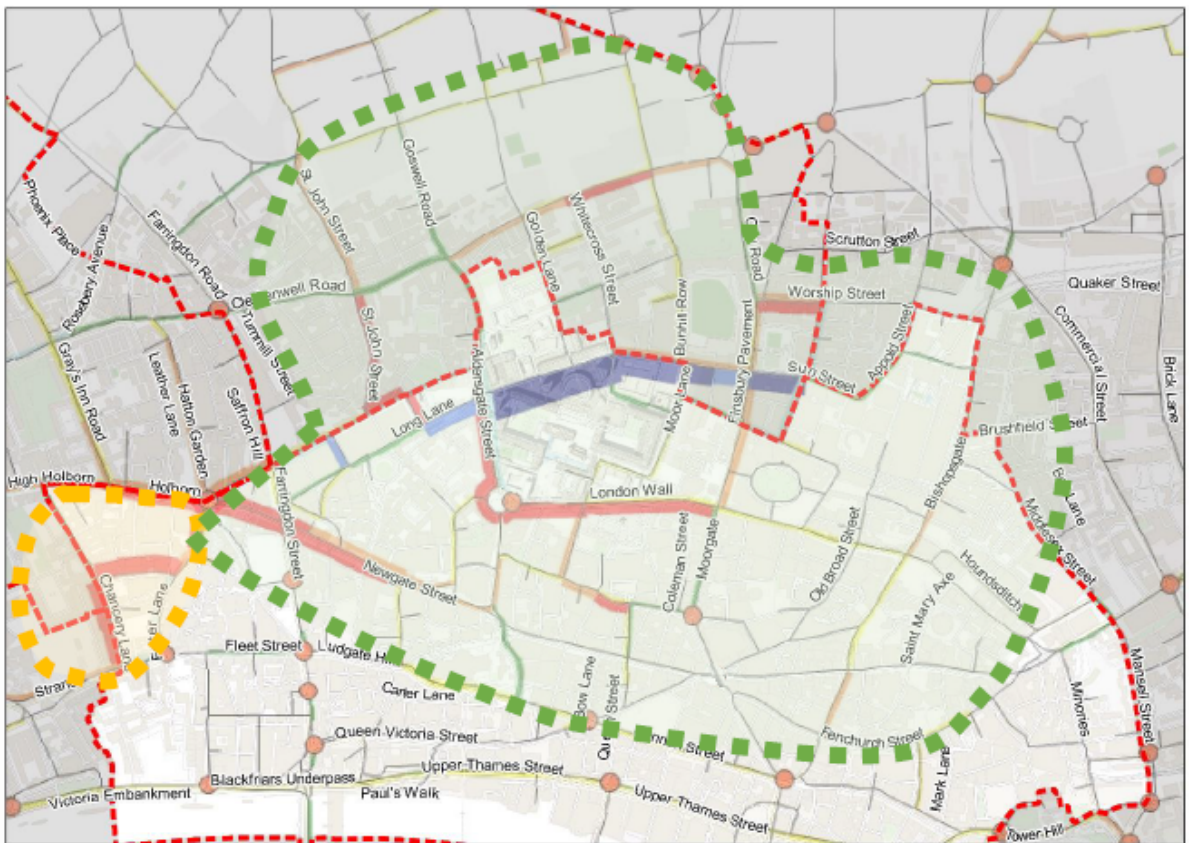 Phoenix Place
Rosebery Avenue
Farringdon Road
Gray's Inn Road
Leather Lane
Hatton Garden
Saffron Hill
Turnmill Street
St. John Street
St. John Street
Goswell Road
Golden Lane
Whitecross Street
Bunhill Row
Finsbury Pavement
Road
Scrutton Street
Worship Street
Quaker Street
Commercial Street
Brick Lane
Appold Street
Sun Street
Brushfield Street
Lane
Middlesex Street
Bishopsgate
Houndsditch
Saint Mary Axe
Old Broad Street
Moor Lane
Moorgate
Coleman Street
London Wall
Aldersgate Street
Long Lane
High Holborn
Holborn
Farringdon Street
Newgate Street
Chancery Lane
Lane
Fleet Street
Ludgate Hill
Carter Lane
Bow Lane
Street
Street
Fenchurch Street
Mark Lane
Minories
Mansell Street
Queen Victoria Street
Blackfriars Underpass
Victoria Embankment
Paul's Walk
Upper Thames Street
Upper Thames Street
Tower Hill